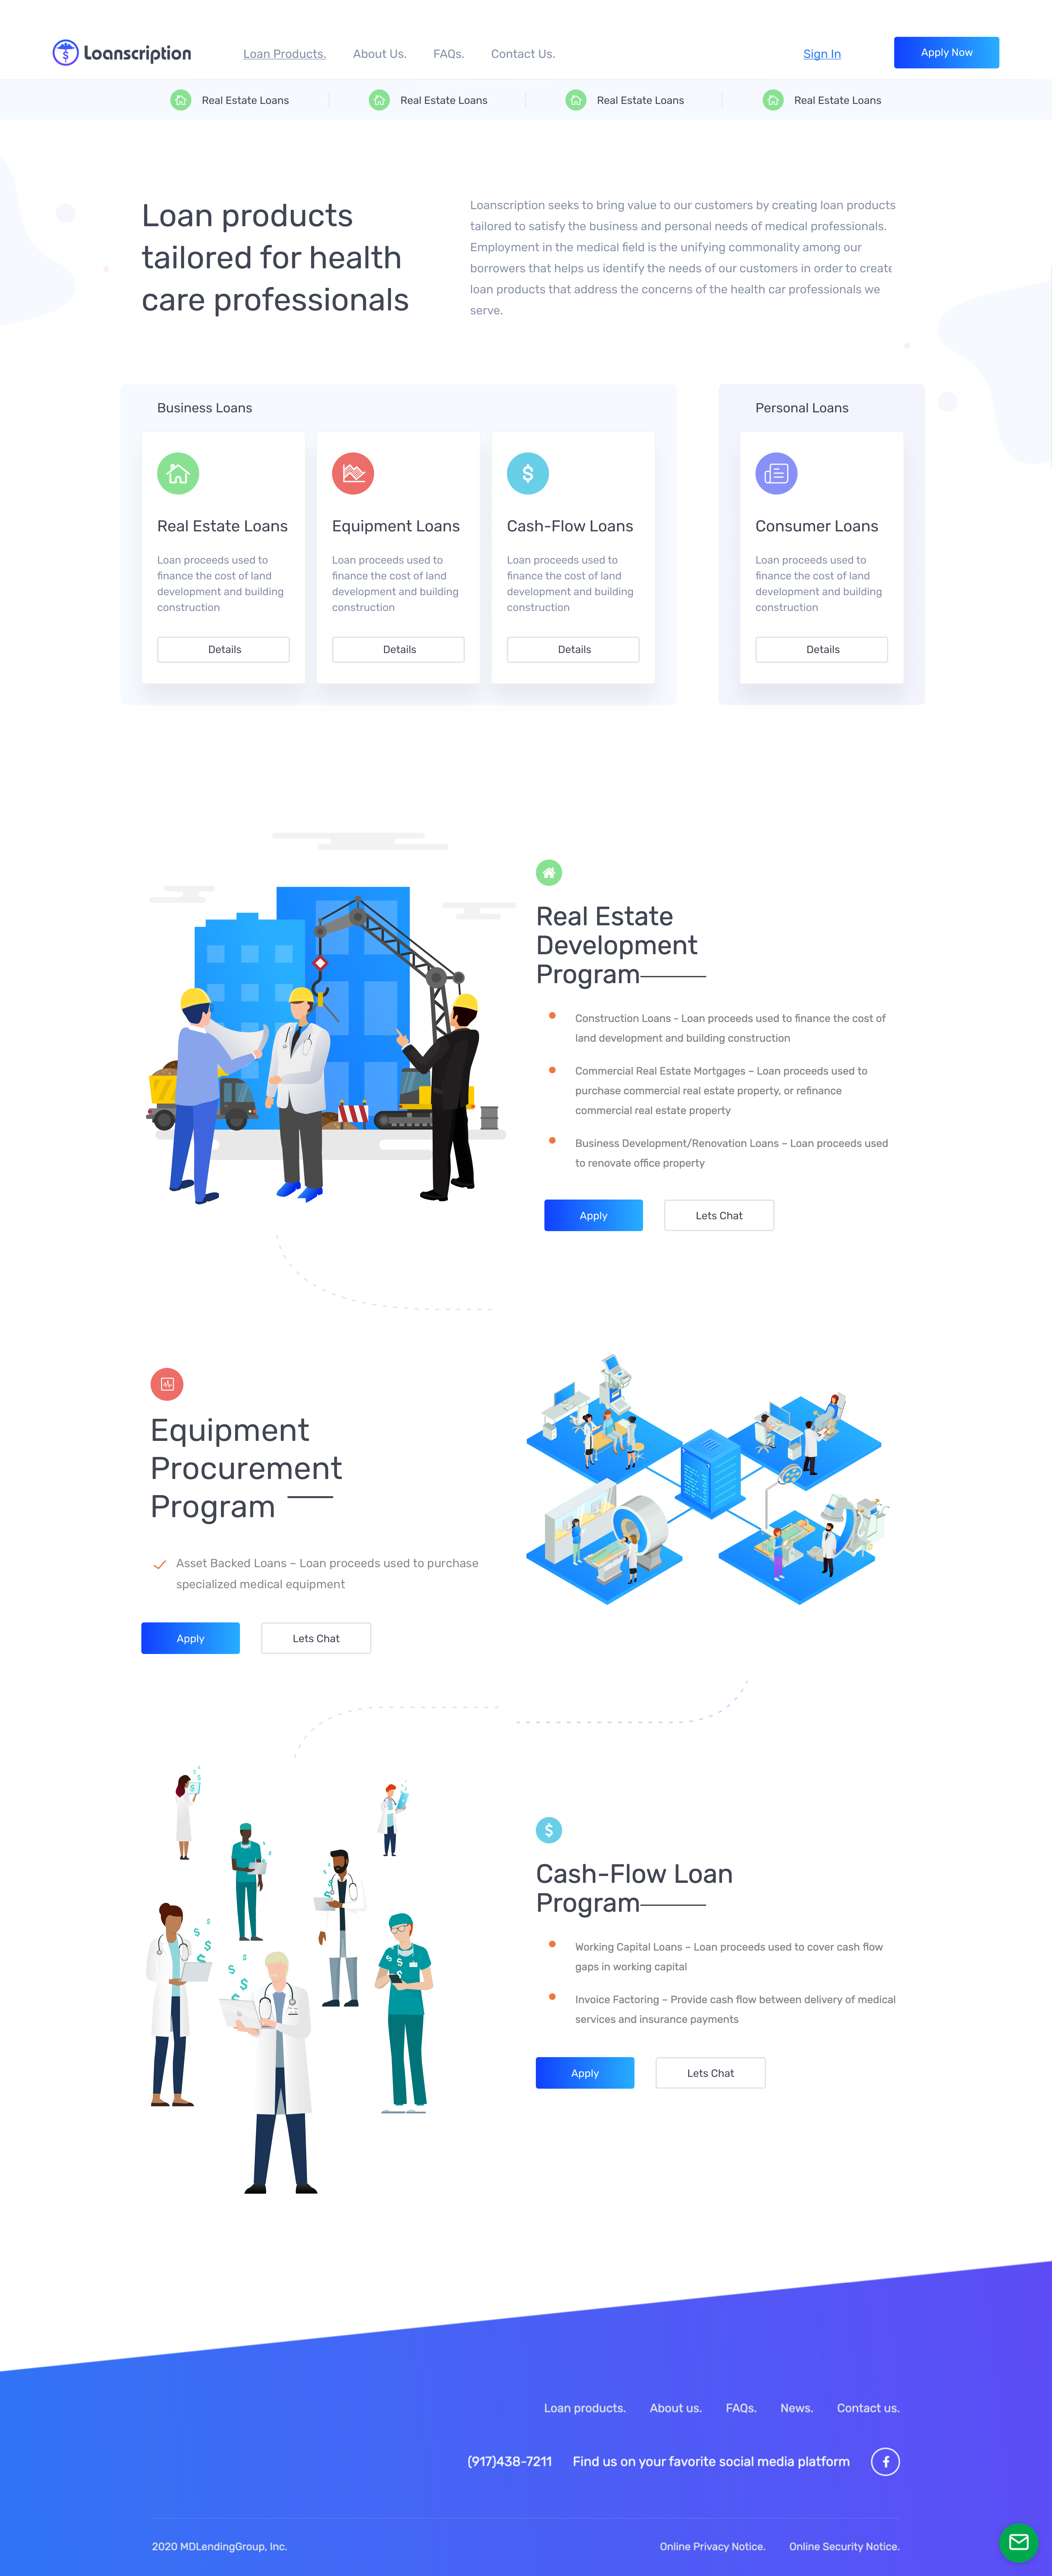 Loanscription
Loan Products.
About Us.
FAQs.
Contact Us.
Sign In
Apply Now
Real Estate Loans
Real Estate Loans
Real Estate Loans
Real Estate Loans
Loan products
tailored for health
care professionals
Loanscription seeks to bring value to our customers by creating loan products
tailored to satisfy the business and personal needs of medical professionals.
Employment in the medical field is the unifying commonality among our
borrowers that helps us identify the needs of our customers in order to create
loan products that address the concerns of the health car professionals we
serve.
Business Loans
$
Real Estate Loans
Loan proceeds used to
finance the cost of land
development and building
construction
Details
Equipment Loans
Loan proceeds used to
finance the cost of land
development and building
construction
Details
Cash-Flow Loans
Loan proceeds used to
finance the cost of land
development and building
construction
Details
Personal Loans
Consumer Loans
Loan proceeds used to
finance the cost of land
development and building
construction
Details
Real Estate
Development
Program
Construction Loans - Loan proceeds used to finance the cost of
land development and building construction
Commercial Real Estate Mortgages – Loan proceeds used to
purchase commercial real estate property, or refinance
commercial real estate property
Business Development/Renovation Loans – Loan proceeds used
to renovate office property
Apply
Lets Chat
Equipment
Procurement
Program
Asset Backed Loans – Loan proceeds used to purchase
specialized medical equipment
Apply
Lets Chat
$
Cash-Flow Loan
Program
Working Capital Loans – Loan proceeds used to cover cash flow
gaps in working capital
Invoice Factoring – Provide cash flow between delivery of medical
services and insurance payments
Apply
Lets Chat
Loan products.
About us.
FAQs.
News.
Contact us.
(917)438-7211
Find us on your favorite social media platform
f
2020 MDLendingGroup, Inc.
Online Privacy Notice.
Online Security Notice.